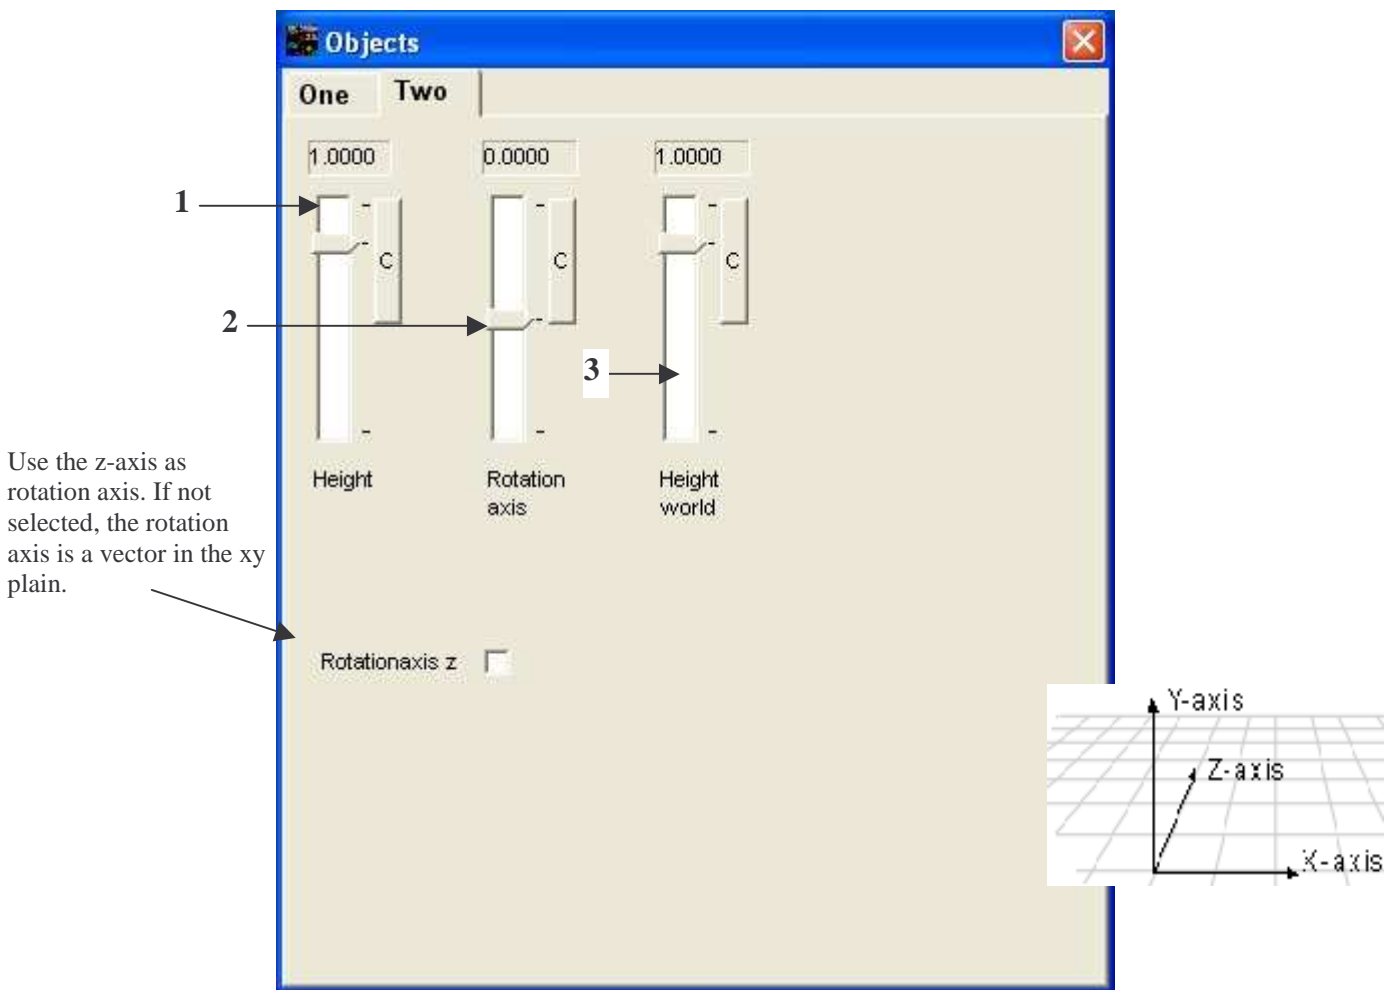 Objects
One Two
1.0000 0.0000 1.0000
1
C C C
2
3
Height Rotation Height
axis world
Use the z-axis as
rotation axis. If not
selected, the rotation
axis is a vector in the xy
plain.
Rotationaxis z
Y-axis
Z-axis
X-axis